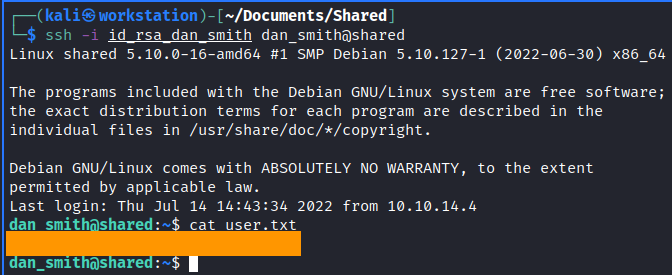 ┌──(kali㉿workstation)-[~/Documents/Shared]
└─$ ssh -i id_rsa_dan_smith dan_smith@shared
Linux shared 5.10.0-16-amd64 #1 SMP Debian 5.10.127-1 (2022-06-30) x86_64

The programs included with the Debian GNU/Linux system are free software;
the exact distribution terms for each program are described in the
individual files in /usr/share/doc/*/copyright.

Debian GNU/Linux comes with ABSOLUTELY NO WARRANTY, to the extent
permitted by applicable law.
Last login: Thu Jul 14 14:43:34 2022 from 10.10.14.4
dan_smith@shared:~$ cat user.txt
dan_smith@shared:~$